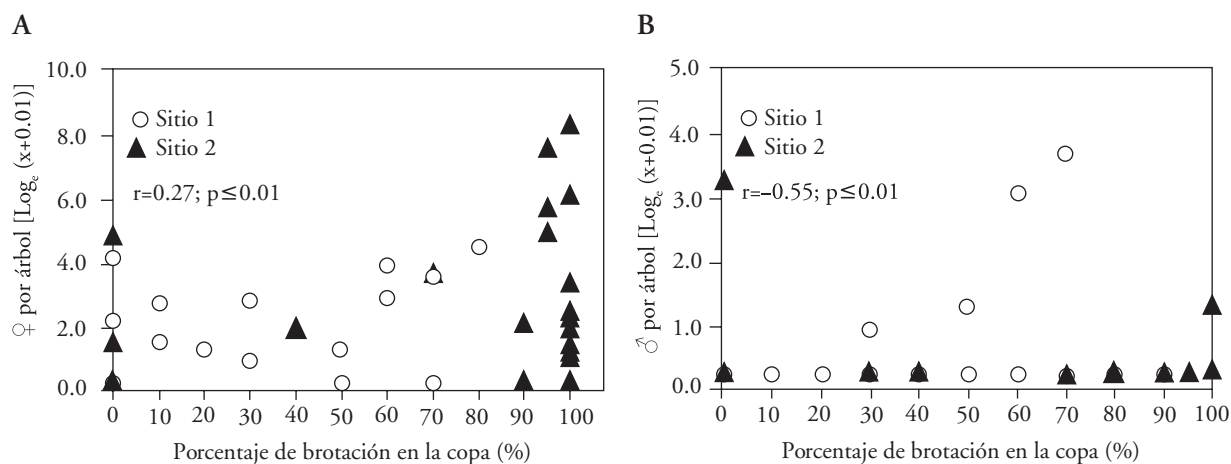 A
10.0
8.0
6.0
4.0
2.0
0.0
♀ por árbol [Logₑ (x+0.01)]
Sitio 1
Sitio 2
r=0.27; p≤0.01
0 10 20 30 40 50 60 70 80 90 100
Porcentaje de brotación en la copa (%)
B
5.0
4.0
3.0
2.0
1.0
0.0
♂ por árbol [Logₑ (x+0.01)]
Sitio 1
Sitio 2
r=–0.55; p≤0.01
0 10 20 30 40 50 60 70 80 90 100
Porcentaje de brotación en la copa (%)